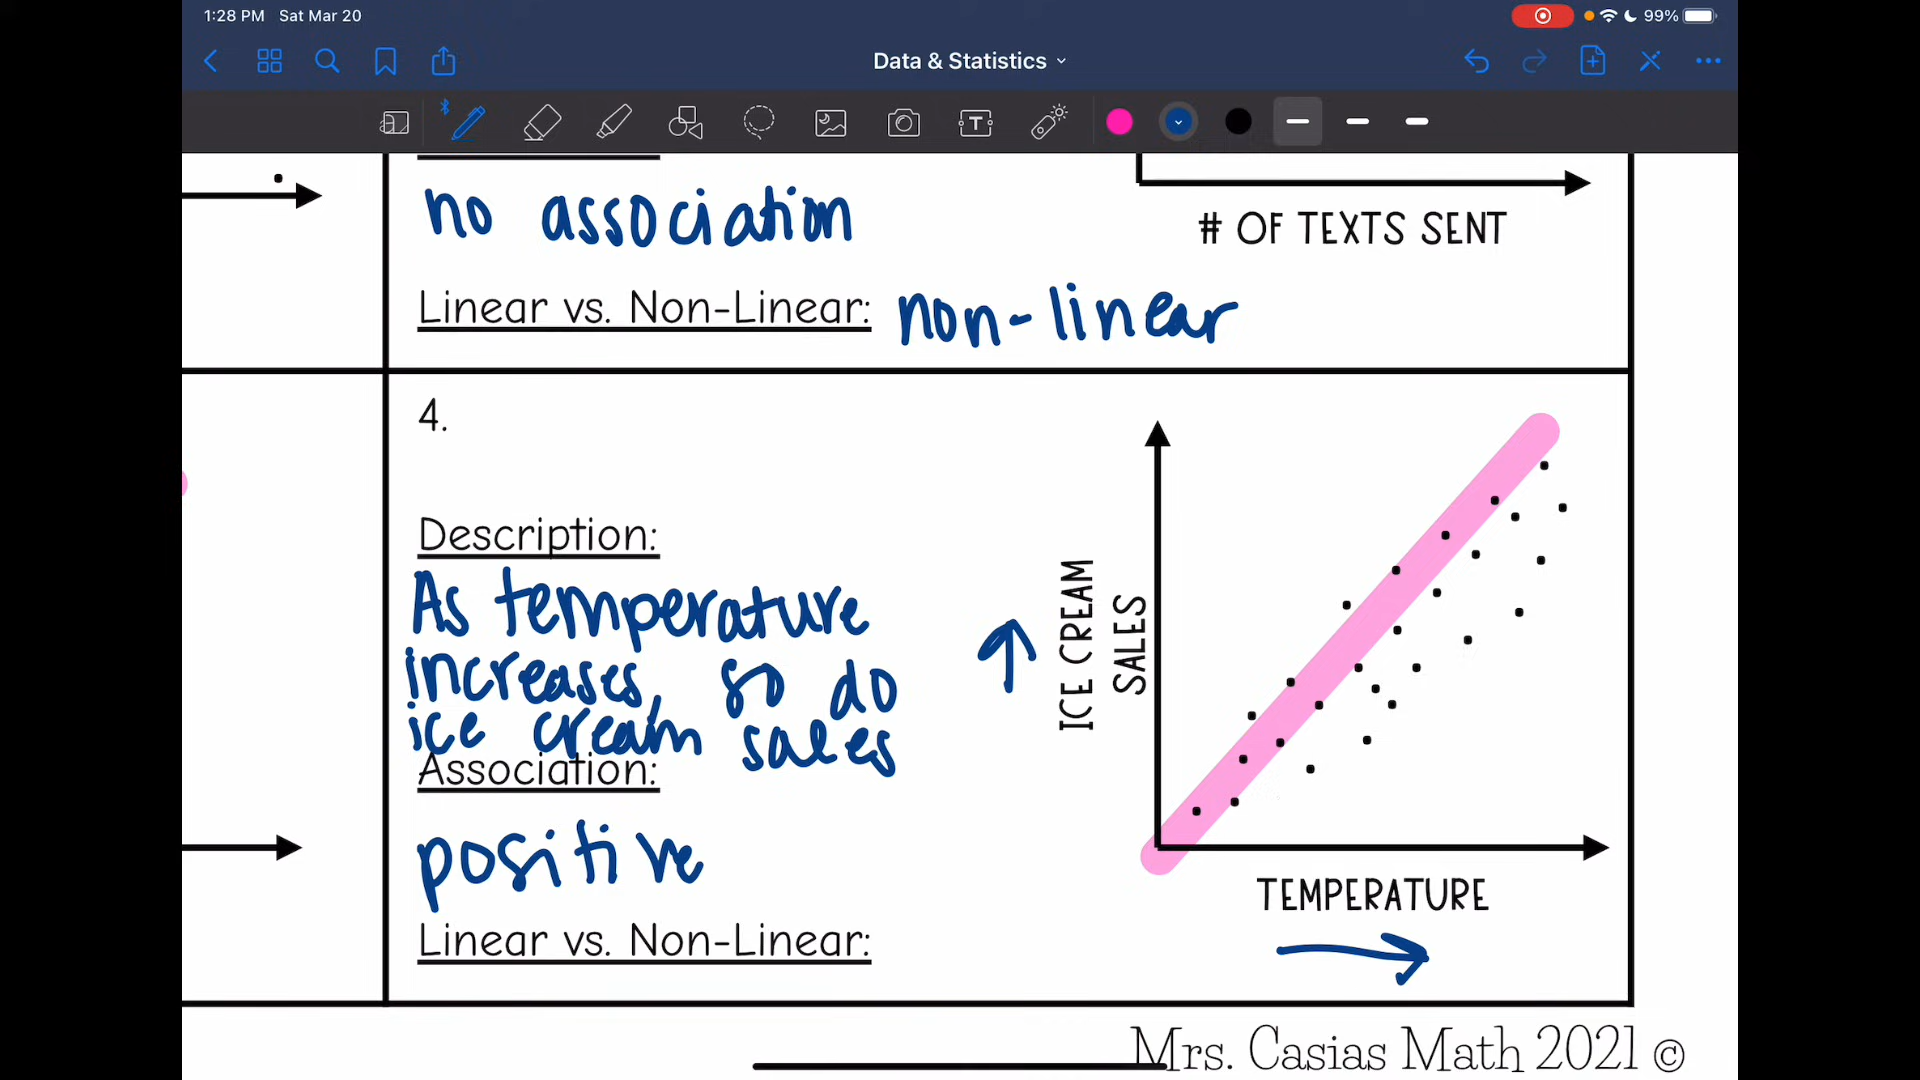 1:28 PM Sat Mar 20
99%
Data & Statistics
T
no association
# OF TEXTS SENT
Linear vs. Non-Linear: non-linear
4.
Description:
As temperature
increases, so do
ice cream sales
Association:
positive
Linear vs. Non-Linear:
ICE CREAM
SALES
TEMPERATURE
Mrs. Casias Math 2021 ©